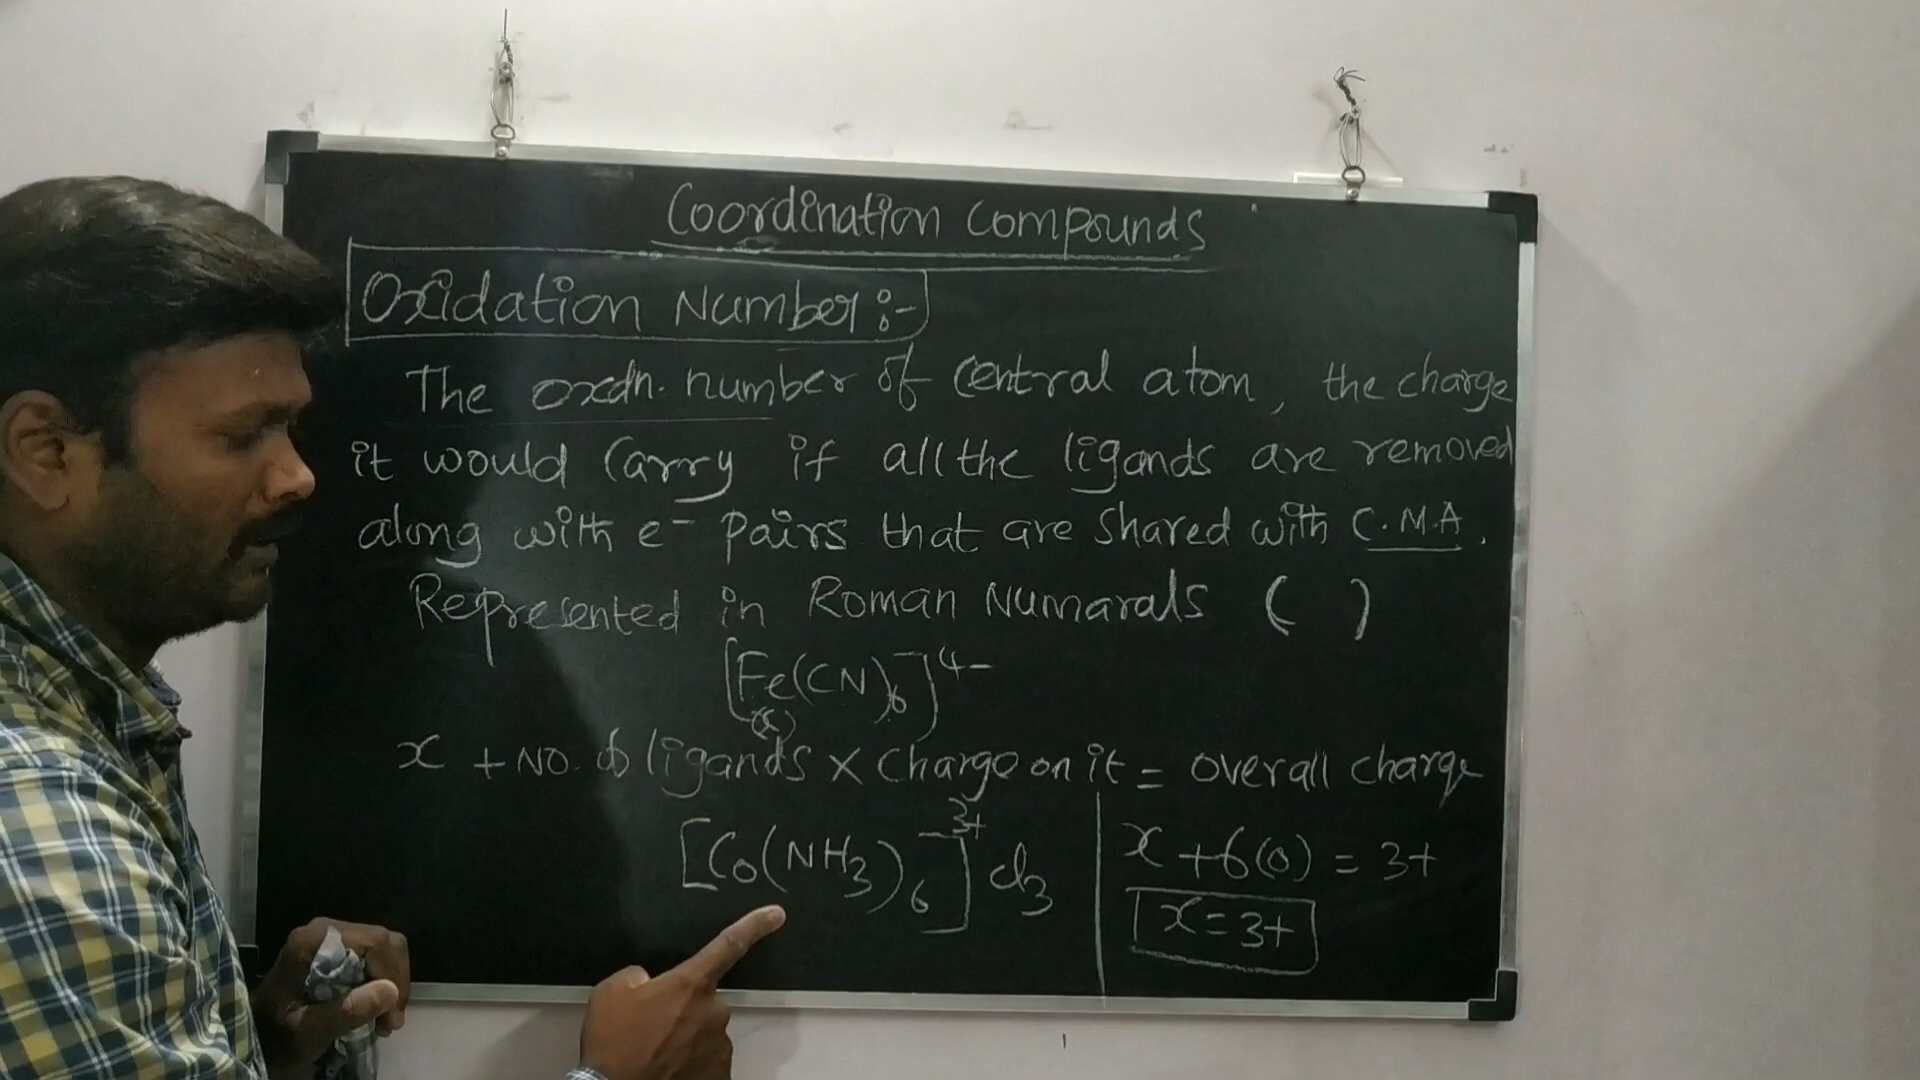 Coordination Compounds
Oxidation Number :-
The oxdn. number of Central atom, the charge
it would Carry if all the ligands are removed
along with e⁻ pairs that are shared with C.M.A.
Represented in Roman Numarals ( )
[Fe(CN)₆]⁴⁻
(x)
x + NO. of ligands × Charge on it = overall charge
[Co(NH₃)₆]³⁺ Cl₃
x + 6(0) = 3+
x = 3+